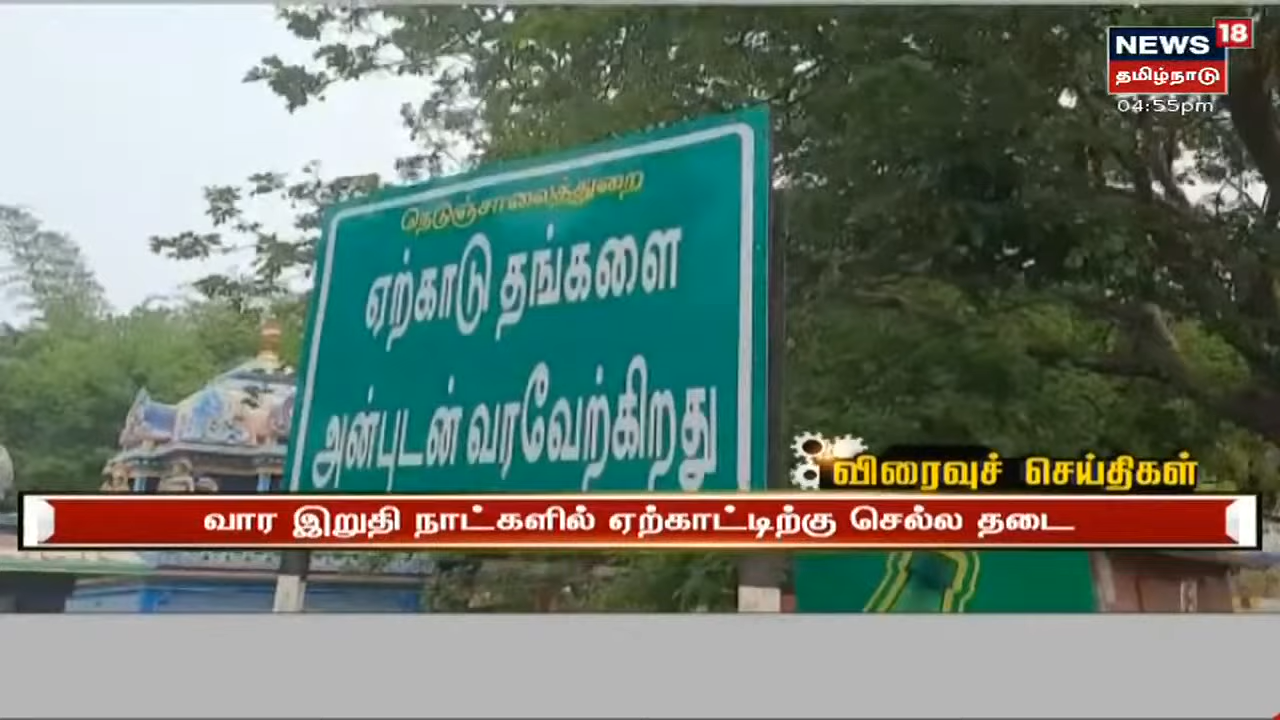 NEWS 18
தமிழ்நாடு
04:55pm
நெடுஞ்சாலைத்துறை
ஏற்காடு தங்களை
அன்புடன் வரவேற்கிறது
விரைவுச் செய்திகள்
வார இறுதி நாட்களில் ஏற்காட்டிற்கு செல்ல தடை